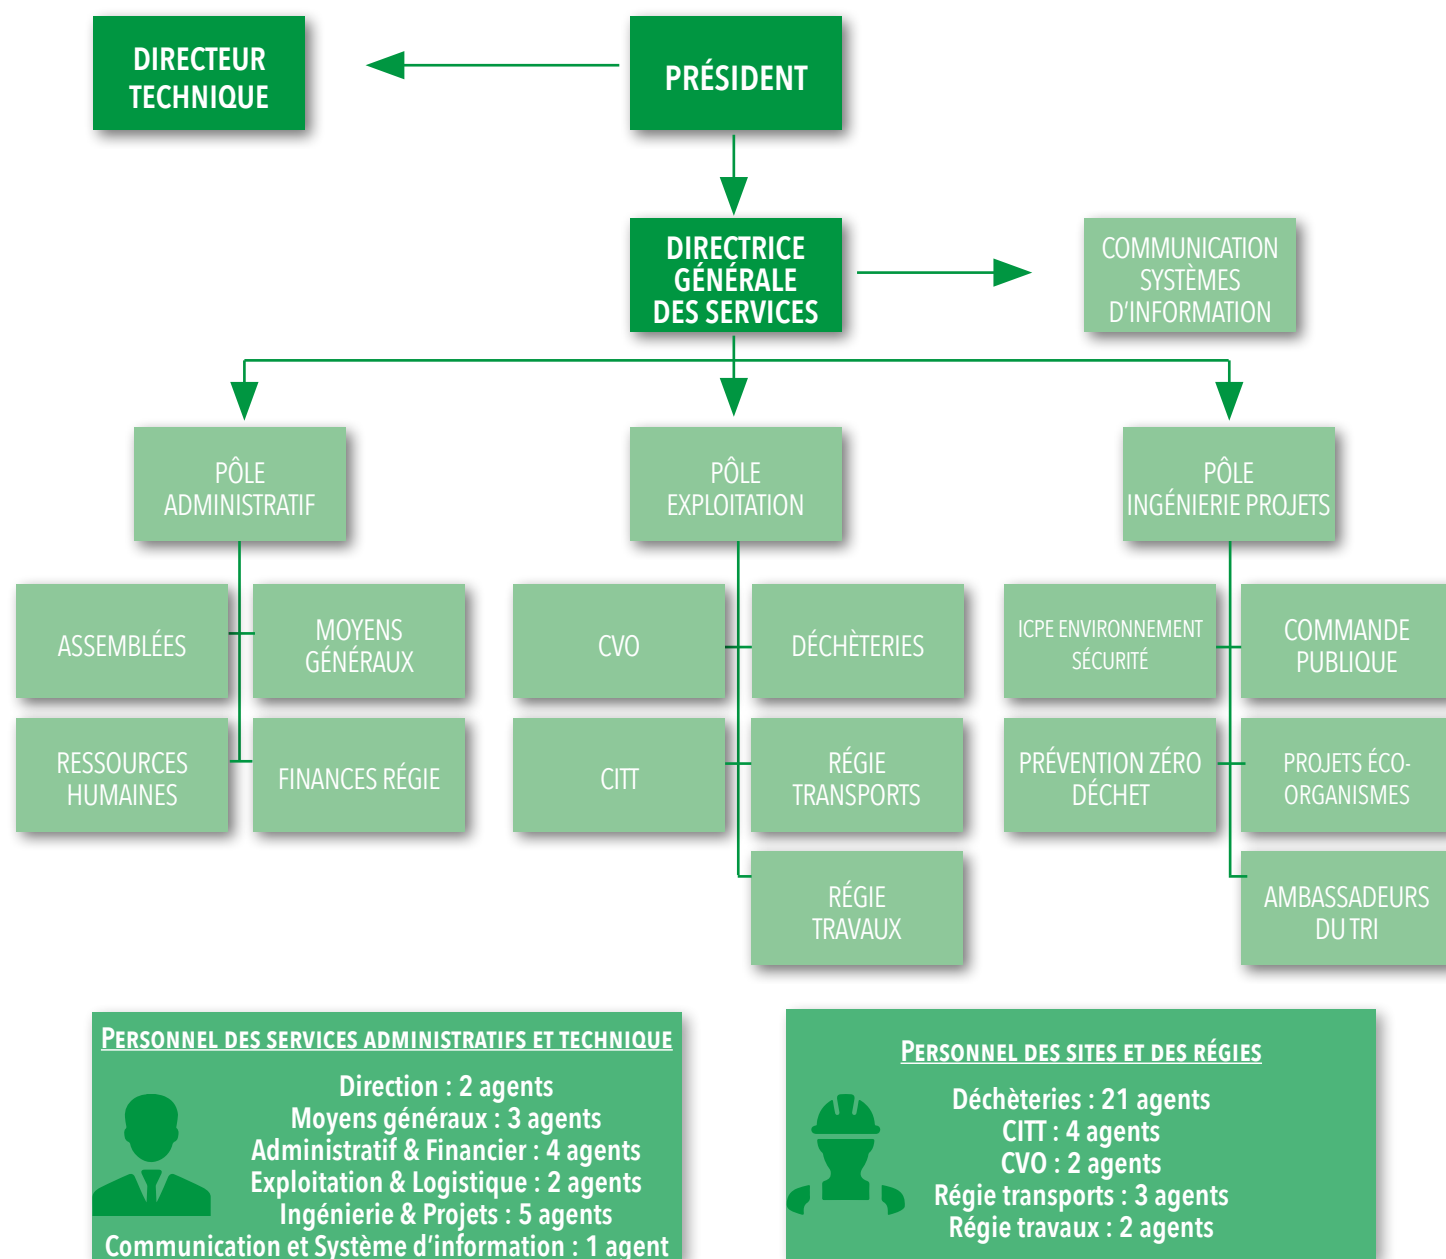 DIRECTEUR
TECHNIQUE
PRÉSIDENT
DIRECTRICE
GÉNÉRALE
DES SERVICES
COMMUNICATION
SYSTÈMES
D'INFORMATION
PÔLE
ADMINISTRATIF
PÔLE
EXPLOITATION
PÔLE
INGÉNIERIE PROJETS
ASSEMBLÉES
MOYENS
GÉNÉRAUX
CVO
DÉCHÈTERIES
ICPE ENVIRONNEMENT
SÉCURITÉ
COMMANDE
PUBLIQUE
RESSOURCES
HUMAINES
FINANCES RÉGIE
CITT
RÉGIE
TRANSPORTS
PRÉVENTION ZÉRO
DÉCHET
PROJETS ÉCO-
ORGANISMES
RÉGIE
TRAVAUX
AMBASSADEURS
DU TRI
PERSONNEL DES SERVICES ADMINISTRATIFS ET TECHNIQUE
Direction : 2 agents
Moyens généraux : 3 agents
Administratif & Financier : 4 agents
Exploitation & Logistique : 2 agents
Ingénierie & Projets : 5 agents
Communication et Système d'information : 1 agent
PERSONNEL DES SITES ET DES RÉGIES
Déchèteries : 21 agents
CITT : 4 agents
CVO : 2 agents
Régie transports : 3 agents
Régie travaux : 2 agents